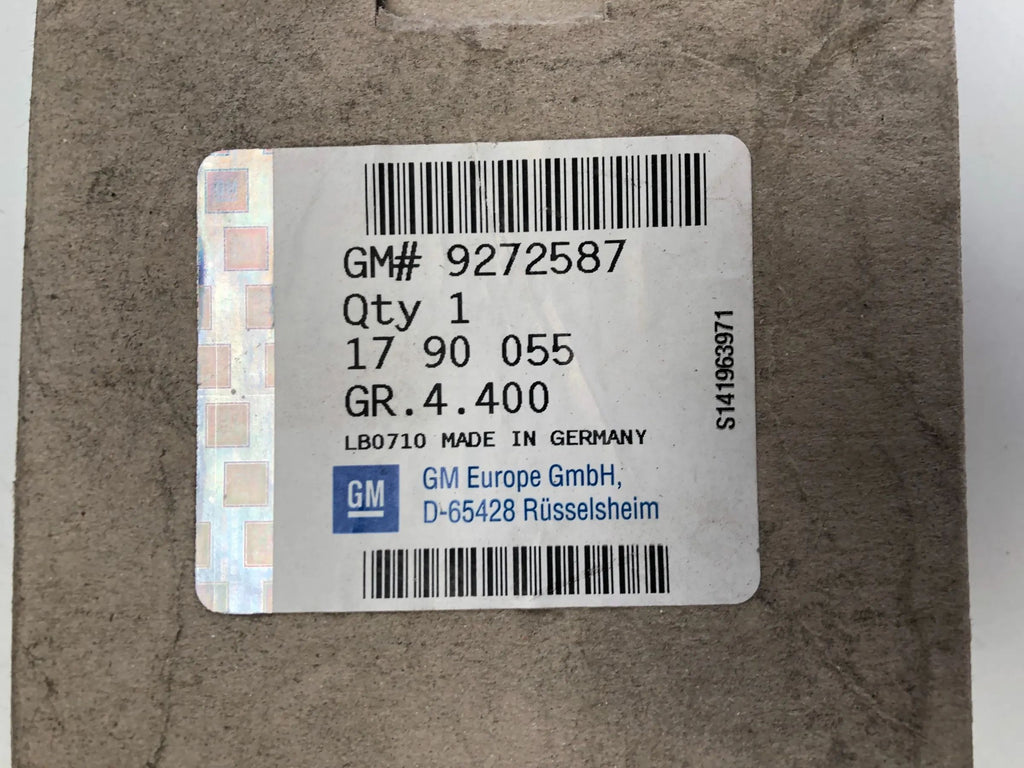 GM# 9272587
Qty 1
17 90 055
GR.4.400
LB0710 MADE IN GERMANY
GM
GM Europe GmbH,
D-65428 Rüsselsheim
S141963971